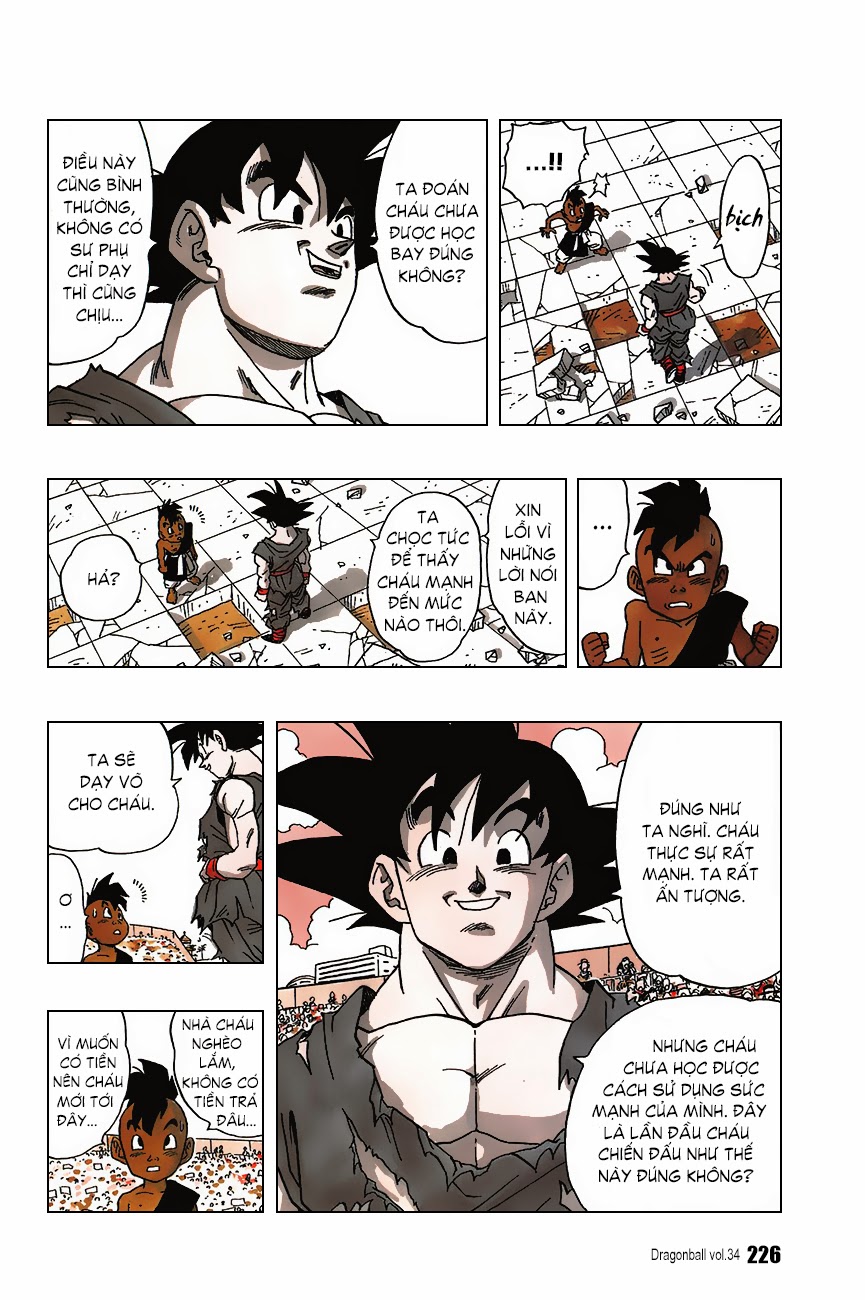 bịch
...!!
TA ĐOÁN
CHÁU CHƯA
ĐƯỢC HỌC
BAY ĐÚNG
KHÔNG?
ĐIỀU NÀY
CŨNG BÌNH
THƯỜNG,
KHÔNG CÓ
SƯ PHỤ
CHỈ DẠY
THÌ CŨNG
CHỊU...
...
XIN
LỖI VÌ
NHỮNG
LỜI NÓI
BAN
NÃY.
TA
CHỌC TỨC
ĐỂ THẤY
CHÁU MẠNH
ĐẾN MỨC
NÀO THÔI.
HẢ?
ĐÚNG NHƯ
TA NGHĨ. CHÁU
THỰC SỰ RẤT
MẠNH. TA RẤT
ẤN TƯỢNG.
NHƯNG CHÁU
CHƯA HỌC ĐƯỢC
CÁCH SỬ DỤNG SỨC
MẠNH CỦA MÌNH. ĐÂY
LÀ LẦN ĐẦU CHÁU
CHIẾN ĐẤU NHƯ THẾ
NÀY ĐÚNG KHÔNG?
TA SẼ
DẠY VÕ
CHO CHÁU.
Ơ
...
NHÀ CHÁU
NGHÈO
LẮM,
KHÔNG CÓ
TIỀN TRẢ
ĐÂU...
VÌ MUỐN
CÓ TIỀN
NÊN CHÁU
MỚI TỚI
ĐÂY...
Dragonball vol.34 226